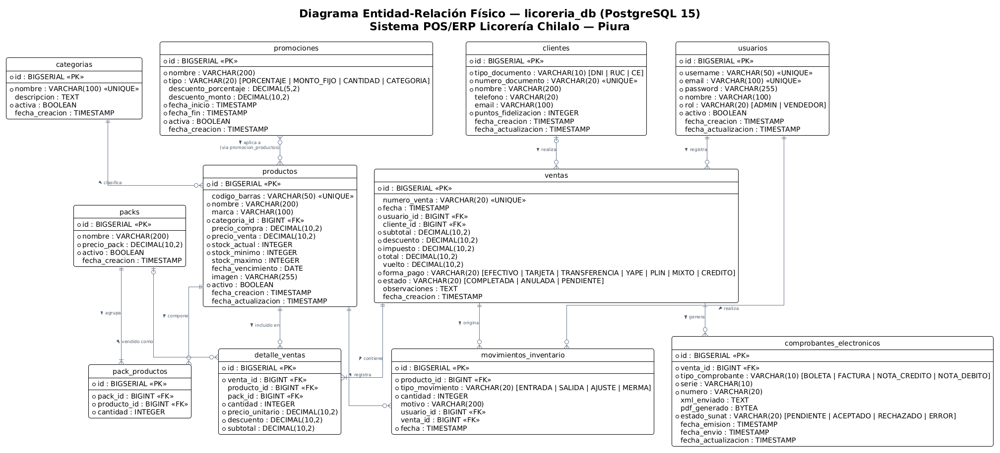 Diagrama Entidad-Relación Físico — licoreria_db (PostgreSQL 15)
Sistema POS/ERP Licorería Chilalo — Piura
categorias
id : BIGSERIAL «PK»
nombre : VARCHAR(100) «UNIQUE»
descripcion : TEXT
activa : BOOLEAN
fecha_creacion : TIMESTAMP
promociones
id : BIGSERIAL «PK»
nombre : VARCHAR(200)
tipo : VARCHAR(20) [PORCENTAJE | MONTO_FIJO | CANTIDAD | CATEGORIA]
descuento_porcentaje : DECIMAL(5,2)
descuento_monto : DECIMAL(10,2)
fecha_inicio : TIMESTAMP
fecha_fin : TIMESTAMP
activa : BOOLEAN
fecha_creacion : TIMESTAMP
clientes
id : BIGSERIAL «PK»
tipo_documento : VARCHAR(10) [DNI | RUC | CE]
numero_documento : VARCHAR(20) «UNIQUE»
nombre : VARCHAR(200)
telefono : VARCHAR(20)
email : VARCHAR(100)
puntos_fidelizacion : INTEGER
fecha_creacion : TIMESTAMP
fecha_actualizacion : TIMESTAMP
usuarios
id : BIGSERIAL «PK»
username : VARCHAR(50) «UNIQUE»
email : VARCHAR(100) «UNIQUE»
password : VARCHAR(255)
nombre : VARCHAR(100)
rol : VARCHAR(20) [ADMIN | VENDEDOR]
activo : BOOLEAN
fecha_creacion : TIMESTAMP
fecha_actualizacion : TIMESTAMP
aplica a
(via promocion_productos)
realiza
registra
clasifica
productos
id : BIGSERIAL «PK»
codigo_barras : VARCHAR(50) «UNIQUE»
nombre : VARCHAR(200)
marca : VARCHAR(100)
categoria_id : BIGINT «FK»
precio_compra : DECIMAL(10,2)
precio_venta : DECIMAL(10,2)
stock_actual : INTEGER
stock_minimo : INTEGER
stock_maximo : INTEGER
fecha_vencimiento : DATE
imagen : VARCHAR(255)
activo : BOOLEAN
fecha_creacion : TIMESTAMP
fecha_actualizacion : TIMESTAMP
ventas
id : BIGSERIAL «PK»
numero_venta : VARCHAR(20) «UNIQUE»
fecha : TIMESTAMP
usuario_id : BIGINT «FK»
cliente_id : BIGINT «FK»
subtotal : DECIMAL(10,2)
descuento : DECIMAL(10,2)
impuesto : DECIMAL(10,2)
total : DECIMAL(10,2)
vuelto : DECIMAL(10,2)
forma_pago : VARCHAR(20) [EFECTIVO | TARJETA | TRANSFERENCIA | YAPE | PLIN | MIXTO | CREDITO]
estado : VARCHAR(20) [COMPLETADA | ANULADA | PENDIENTE]
observaciones : TEXT
fecha_creacion : TIMESTAMP
packs
id : BIGSERIAL «PK»
nombre : VARCHAR(200)
precio_pack : DECIMAL(10,2)
activo : BOOLEAN
fecha_creacion : TIMESTAMP
agrupa
compone
vendido como
incluido en
contiene
registra
origina
realiza
genera
pack_productos
id : BIGSERIAL «PK»
pack_id : BIGINT «FK»
producto_id : BIGINT «FK»
cantidad : INTEGER
detalle_ventas
id : BIGSERIAL «PK»
venta_id : BIGINT «FK»
producto_id : BIGINT «FK»
pack_id : BIGINT «FK»
cantidad : INTEGER
precio_unitario : DECIMAL(10,2)
descuento : DECIMAL(10,2)
subtotal : DECIMAL(10,2)
movimientos_inventario
id : BIGSERIAL «PK»
producto_id : BIGINT «FK»
tipo_movimiento : VARCHAR(20) [ENTRADA | SALIDA | AJUSTE | MERMA]
cantidad : INTEGER
motivo : VARCHAR(200)
usuario_id : BIGINT «FK»
venta_id : BIGINT «FK»
fecha : TIMESTAMP
comprobantes_electronicos
id : BIGSERIAL «PK»
venta_id : BIGINT «FK»
tipo_comprobante : VARCHAR(10) [BOLETA | FACTURA | NOTA_CREDITO | NOTA_DEBITO]
serie : VARCHAR(10)
numero : VARCHAR(20)
xml_enviado : TEXT
pdf_generado : BYTEA
estado_sunat : VARCHAR(20) [PENDIENTE | ACEPTADO | RECHAZADO | ERROR]
fecha_emision : TIMESTAMP
fecha_envio : TIMESTAMP
fecha_actualizacion : TIMESTAMP